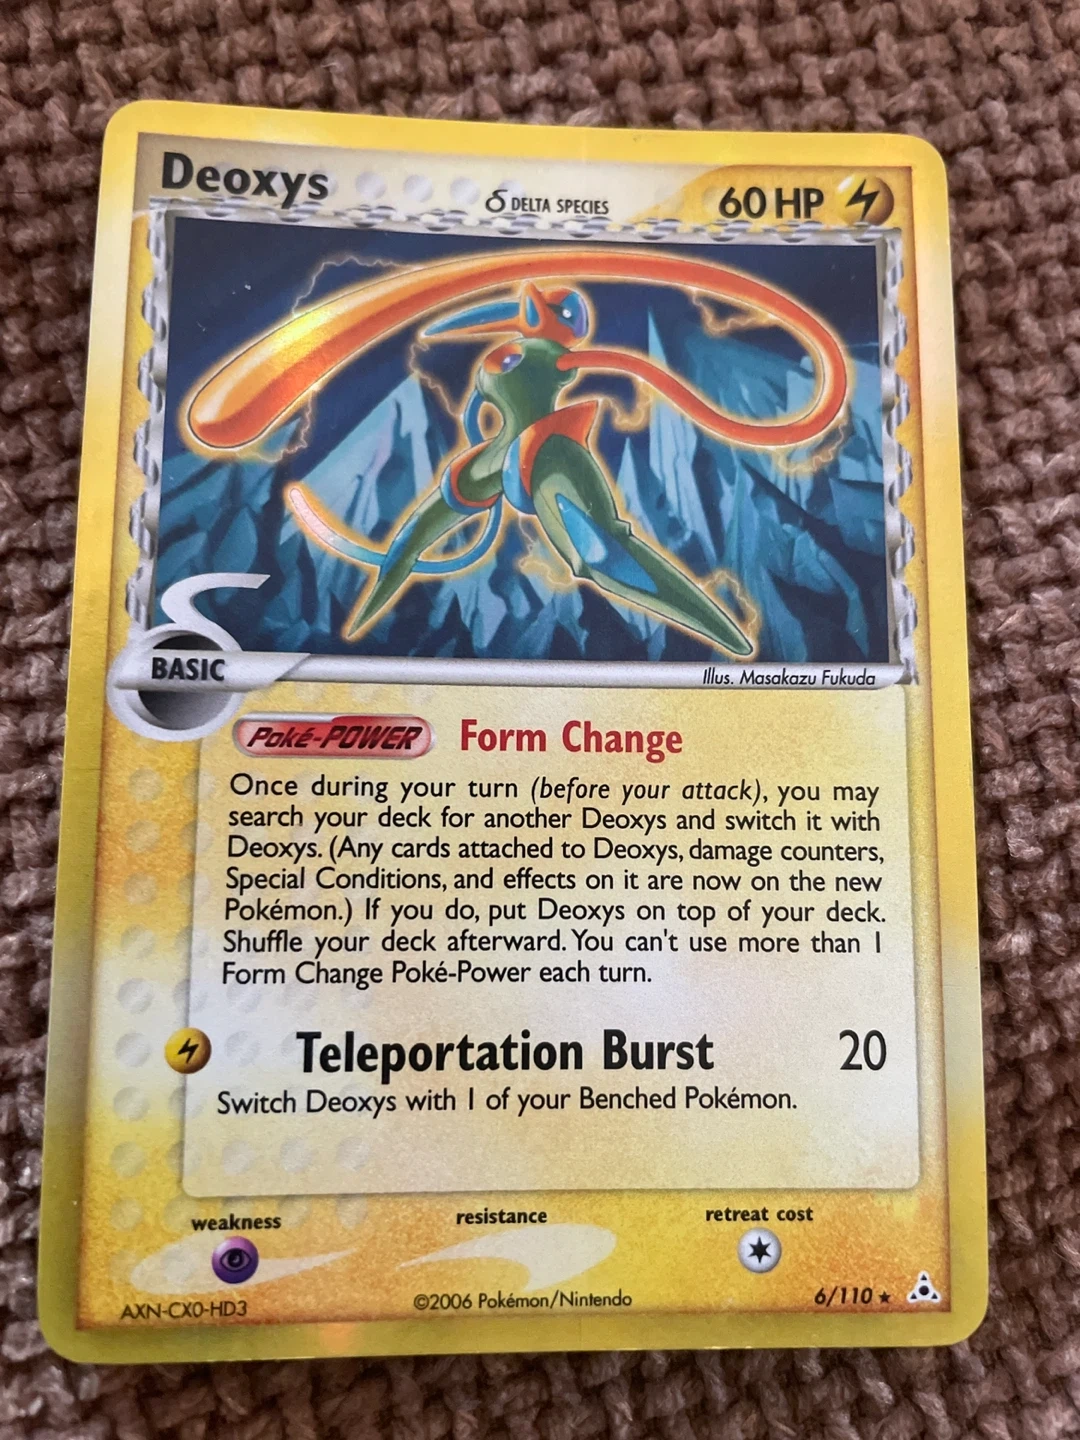 Deoxys
δ DELTA SPECIES
60 HP
Illus. Masakazu Fukuda
BASIC
Poké-POWER Form Change
Once during your turn (before your attack), you may
search your deck for another Deoxys and switch it with
Deoxys. (Any cards attached to Deoxys, damage counters,
Special Conditions, and effects on it are now on the new
Pokémon.) If you do, put Deoxys on top of your deck.
Shuffle your deck afterward. You can't use more than 1
Form Change Poké-Power each turn.
Teleportation Burst 20
Switch Deoxys with 1 of your Benched Pokémon.
weakness resistance retreat cost
AXN-CX0-HD3 ©2006 Pokémon/Nintendo 6/110 ★